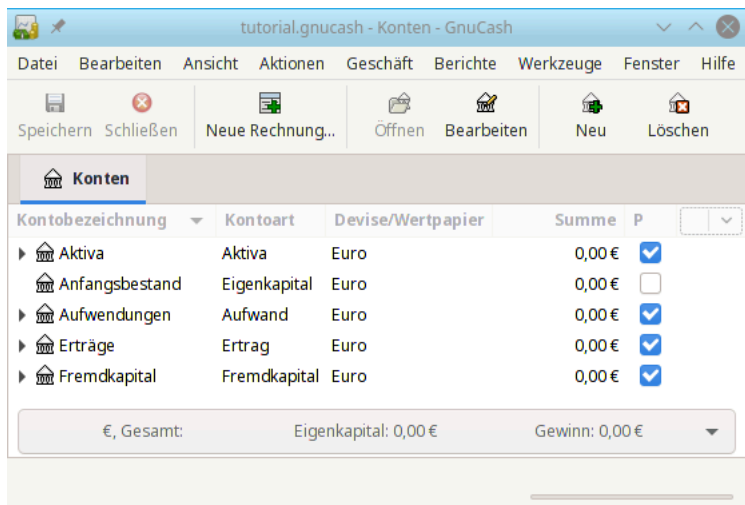 tutorial.gnucash - Konten - GnuCash
Datei Bearbeiten Ansicht Aktionen Geschäft Berichte Werkzeuge Fenster Hilfe
Speichern Schließen Neue Rechnung... Öffnen Bearbeiten Neu Löschen
Konten
Kontobezeichnung Kontoart Devise/Wertpapier Summe P
Aktiva Aktiva Euro 0,00 €
Anfangsbestand Eigenkapital Euro 0,00 €
Aufwendungen Aufwand Euro 0,00 €
Erträge Ertrag Euro 0,00 €
Fremdkapital Fremdkapital Euro 0,00 €
€, Gesamt: Eigenkapital: 0,00 € Gewinn: 0,00 €